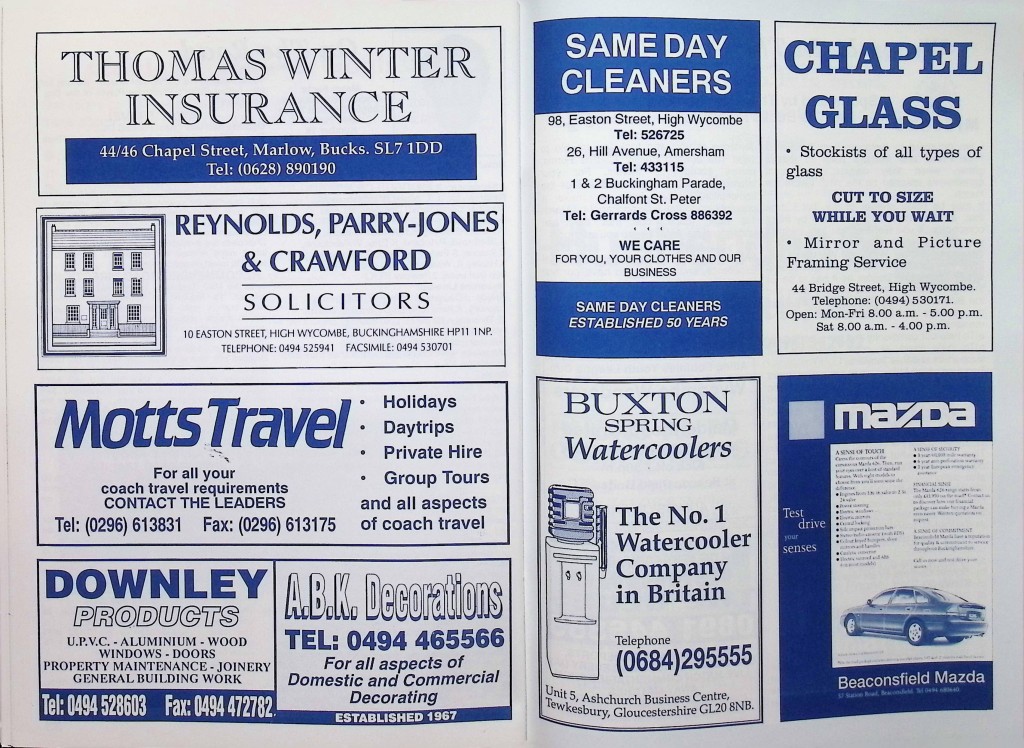 THOMAS WINTER
INSURANCE
44/46 Chapel Street, Marlow, Bucks. SL7 1DD
Tel: (0628) 890190
REYNOLDS, PARRY-JONES
& CRAWFORD
SOLICITORS
10 EASTON STREET, HIGH WYCOMBE, BUCKINGHAMSHIRE HP11 1NP.
TELEPHONE: 0494 525941 FACSIMILE: 0494 530701
Motts Travel
• Holidays
• Daytrips
• Private Hire
• Group Tours
and all aspects
of coach travel
For all your
coach travel requirements
CONTACT THE LEADERS
Tel: (0296) 613831 Fax: (0296) 613175
DOWNLEY
PRODUCTS
U.P.V.C. - ALUMINIUM - WOOD
WINDOWS - DOORS
PROPERTY MAINTENANCE - JOINERY
GENERAL BUILDING WORK
Tel: 0494 528603 Fax: 0494 472782
A.B.K. Decorations
TEL: 0494 465566
For all aspects of
Domestic and Commercial
Decorating
ESTABLISHED 1967
SAME DAY
CLEANERS
98, Easton Street, High Wycombe
Tel: 526725
26, Hill Avenue, Amersham
Tel: 433115
1 & 2 Buckingham Parade,
Chalfont St. Peter
Tel: Gerrards Cross 886392
WE CARE
FOR YOU, YOUR CLOTHES AND OUR
BUSINESS
SAME DAY CLEANERS
ESTABLISHED 50 YEARS
CHAPEL
GLASS
• Stockists of all types of
glass
CUT TO SIZE
WHILE YOU WAIT
• Mirror and Picture
Framing Service
44 Bridge Street, High Wycombe.
Telephone: (0494) 530171.
Open: Mon-Fri 8.00 a.m. - 5.00 p.m.
Sat 8.00 a.m. - 4.00 p.m.
BUXTON
SPRING
Watercoolers
The No. 1
Watercooler
Company
in Britain
Telephone
(0684)295555
Unit 5, Ashchurch Business Centre,
Tewkesbury, Gloucestershire GL20 8NB.
mazda
Test
drive
your
senses
A SENSE OF TOUCH
A SENSE OF SECURITY
A SENSE OF COMMITMENT
Beaconsfield Mazda